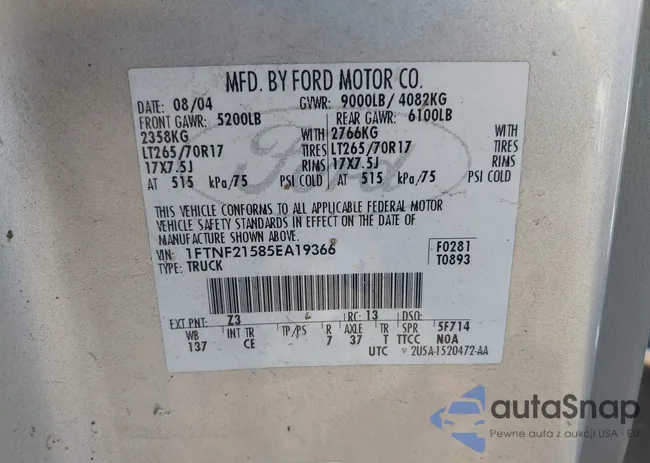 MFD. BY FORD MOTOR CO.
DATE: 08/04 GVWR: 9000LB/ 4082KG
FRONT GAWR: 5200LB REAR GAWR: 6100LB
2358KG WITH 2766KG WITH
LT265/70R17 TIRES LT265/70R17 TIRES
17X7.5J RIMS 17X7.5J RIMS
AT 515 kPa/75 PSI COLD AT 515 kPa/75 PSI COLD
Ford
THIS VEHICLE CONFORMS TO ALL APPLICABLE FEDERAL MOTOR
VEHICLE SAFETY STANDARDS IN EFFECT ON THE DATE OF
MANUFACTURE SHOWN ABOVE.
VIN: 1FTNF21585EA19366 F0281
TYPE: TRUCK T0893
EXT PNT: Z3 RC: 13 DSO:
WB INT TR TP/PS R AXLE TR SPR 5F714
137 CE 7 37 T TTCC N0A
UTC 2U5A-1520472-AA
autaSnap
Pewne auta z aukcji USA i EU